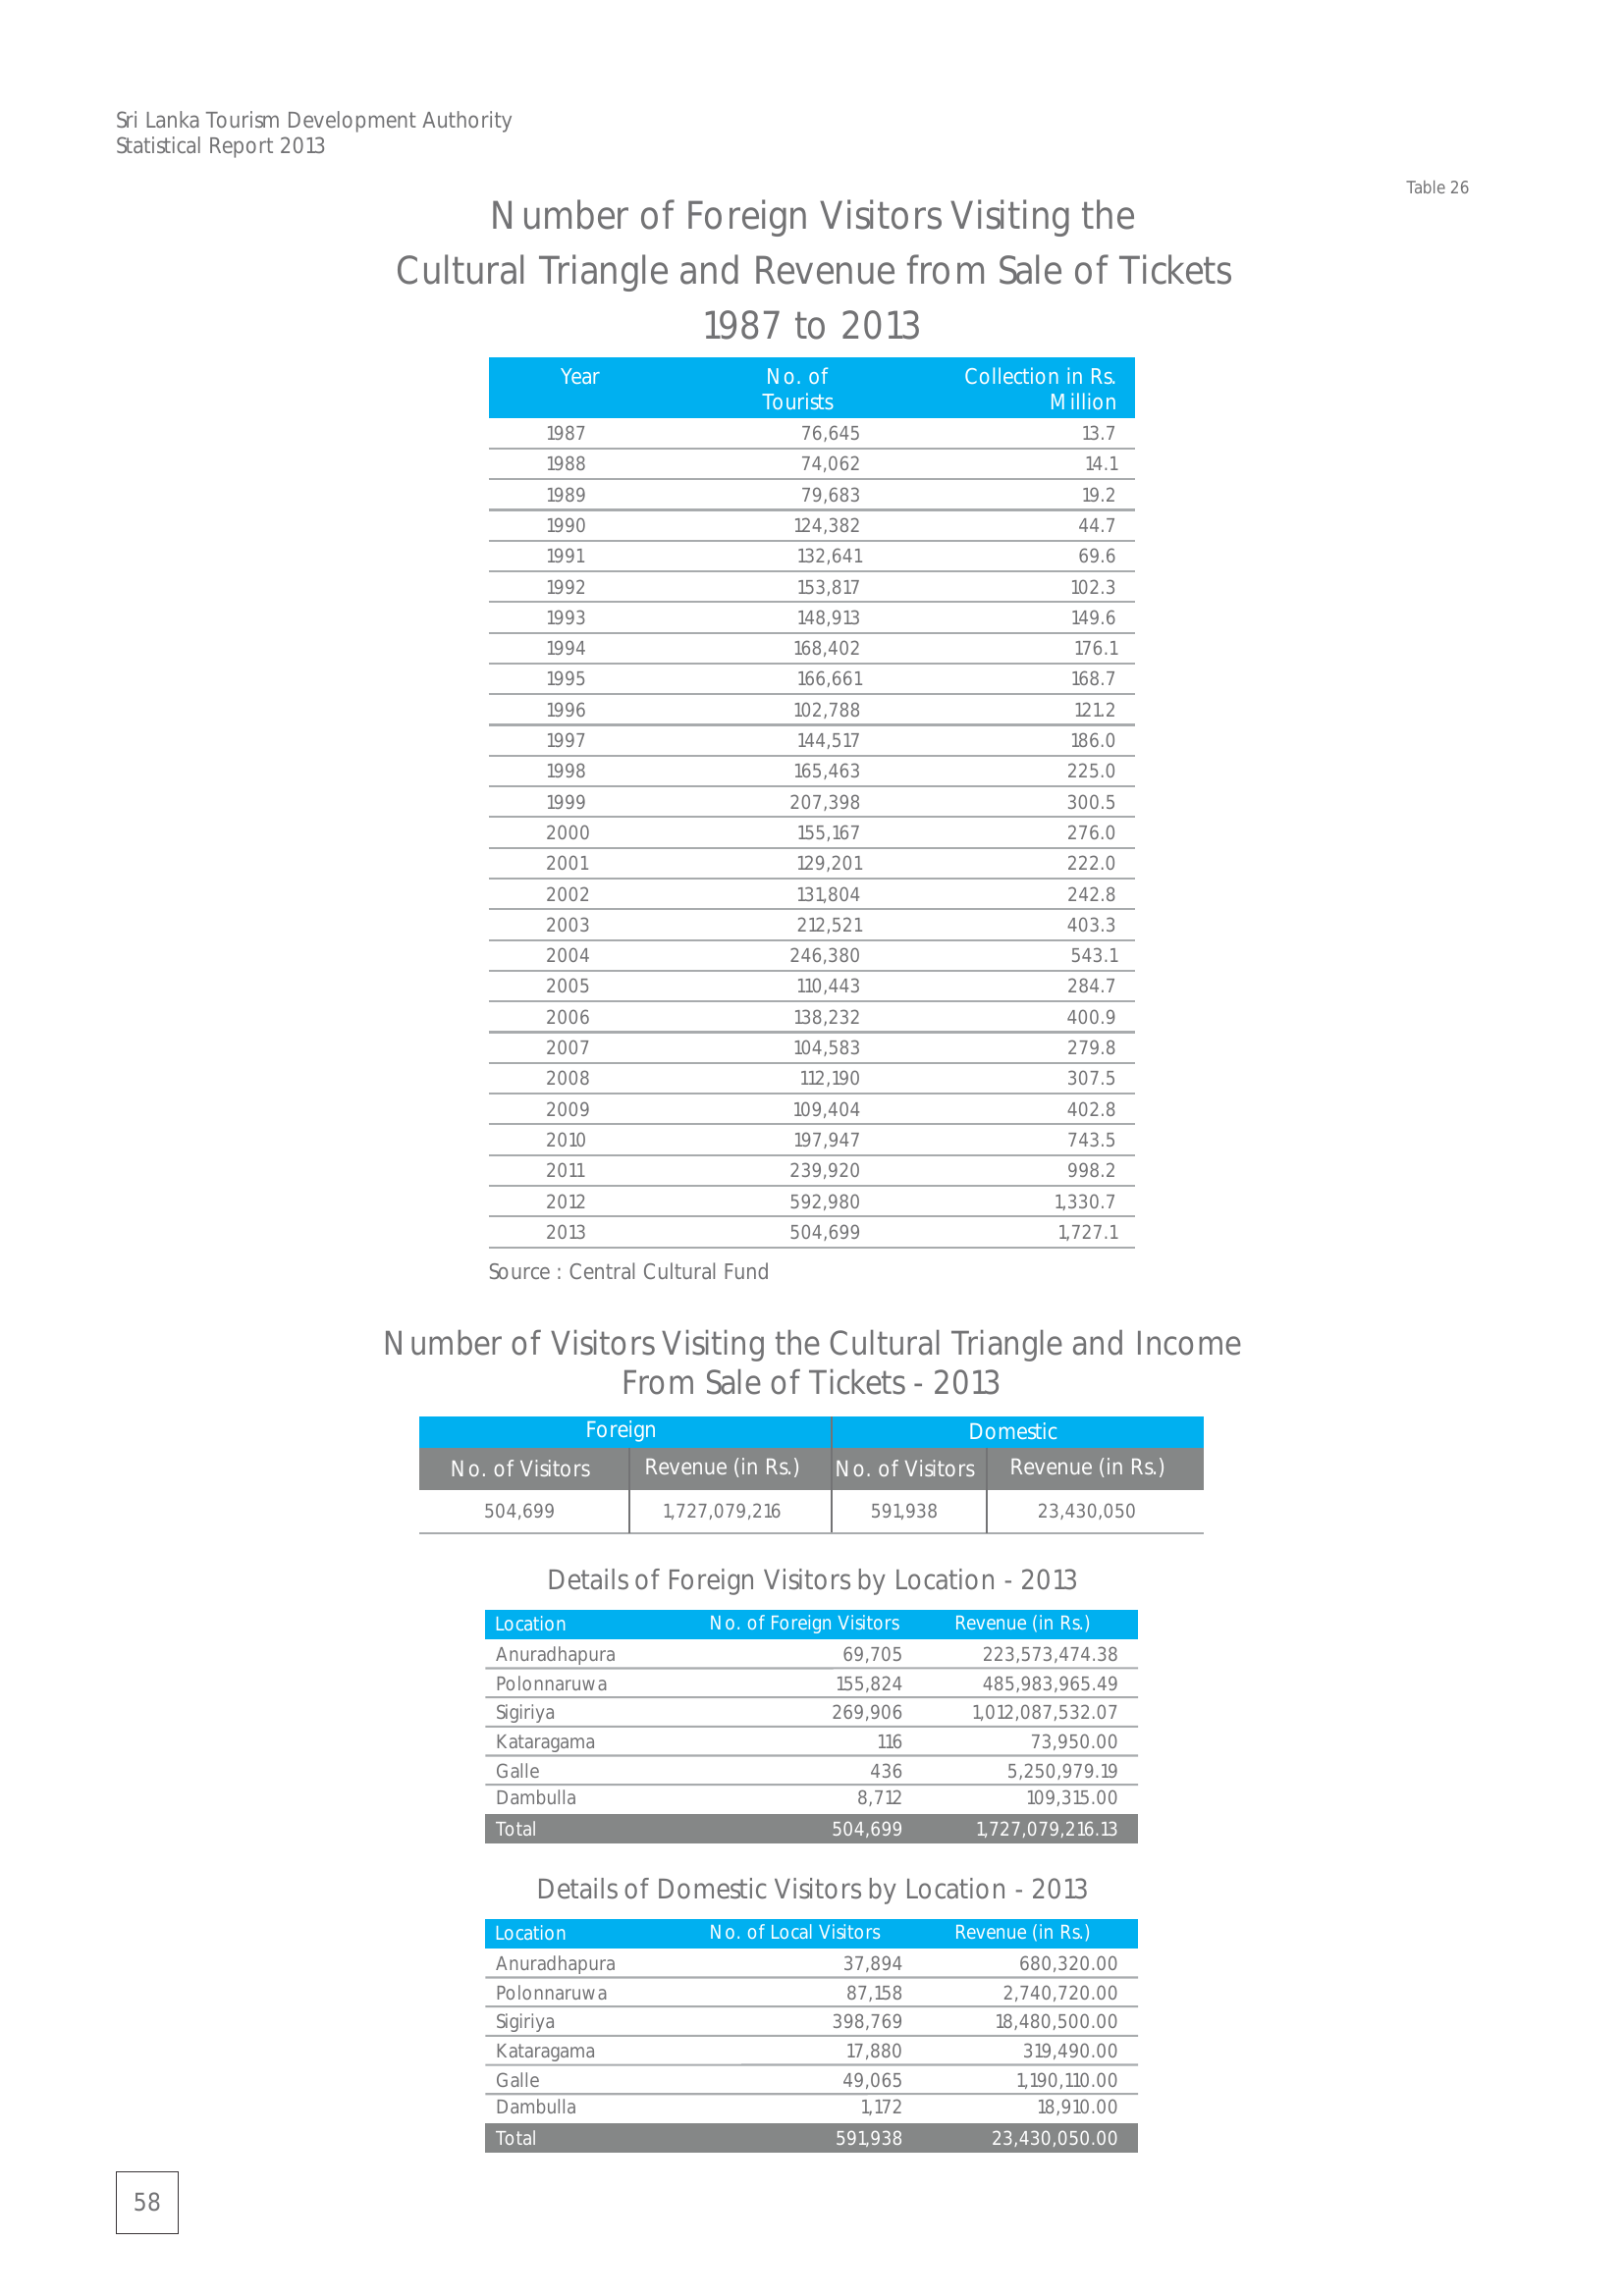 Sri Lanka Tourism Development Authority
Statistical Report 2013
Table 26
Number of Foreign Visitors Visiting the
Cultural Triangle and Revenue from Sale of Tickets
1987 to 2013
Year No. of Tourists Collection in Rs. Million
1987 76,645 13.7
1988 74,062 14.1
1989 79,683 19.2
1990 124,382 44.7
1991 132,641 69.6
1992 153,817 102.3
1993 148,913 149.6
1994 168,402 176.1
1995 166,661 168.7
1996 102,788 121.2
1997 144,517 186.0
1998 165,463 225.0
1999 207,398 300.5
2000 155,167 276.0
2001 129,201 222.0
2002 131,804 242.8
2003 212,521 403.3
2004 246,380 543.1
2005 110,443 284.7
2006 138,232 400.9
2007 104,583 279.8
2008 112,190 307.5
2009 109,404 402.8
2010 197,947 743.5
2011 239,920 998.2
2012 592,980 1,330.7
2013 504,699 1,727.1
Source : Central Cultural Fund
Number of Visitors Visiting the Cultural Triangle and Income
From Sale of Tickets - 2013
Foreign Domestic
No. of Visitors Revenue (in Rs.) No. of Visitors Revenue (in Rs.)
504,699 1,727,079,216 591,938 23,430,050
Details of Foreign Visitors by Location - 2013
Location No. of Foreign Visitors Revenue (in Rs.)
Anuradhapura 69,705 223,573,474.38
Polonnaruwa 155,824 485,983,965.49
Sigiriya 269,906 1,012,087,532.07
Kataragama 116 73,950.00
Galle 436 5,250,979.19
Dambulla 8,712 109,315.00
Total 504,699 1,727,079,216.13
Details of Domestic Visitors by Location - 2013
Location No. of Local Visitors Revenue (in Rs.)
Anuradhapura 37,894 680,320.00
Polonnaruwa 87,158 2,740,720.00
Sigiriya 398,769 18,480,500.00
Kataragama 17,880 319,490.00
Galle 49,065 1,190,110.00
Dambulla 1,172 18,910.00
Total 591,938 23,430,050.00
58